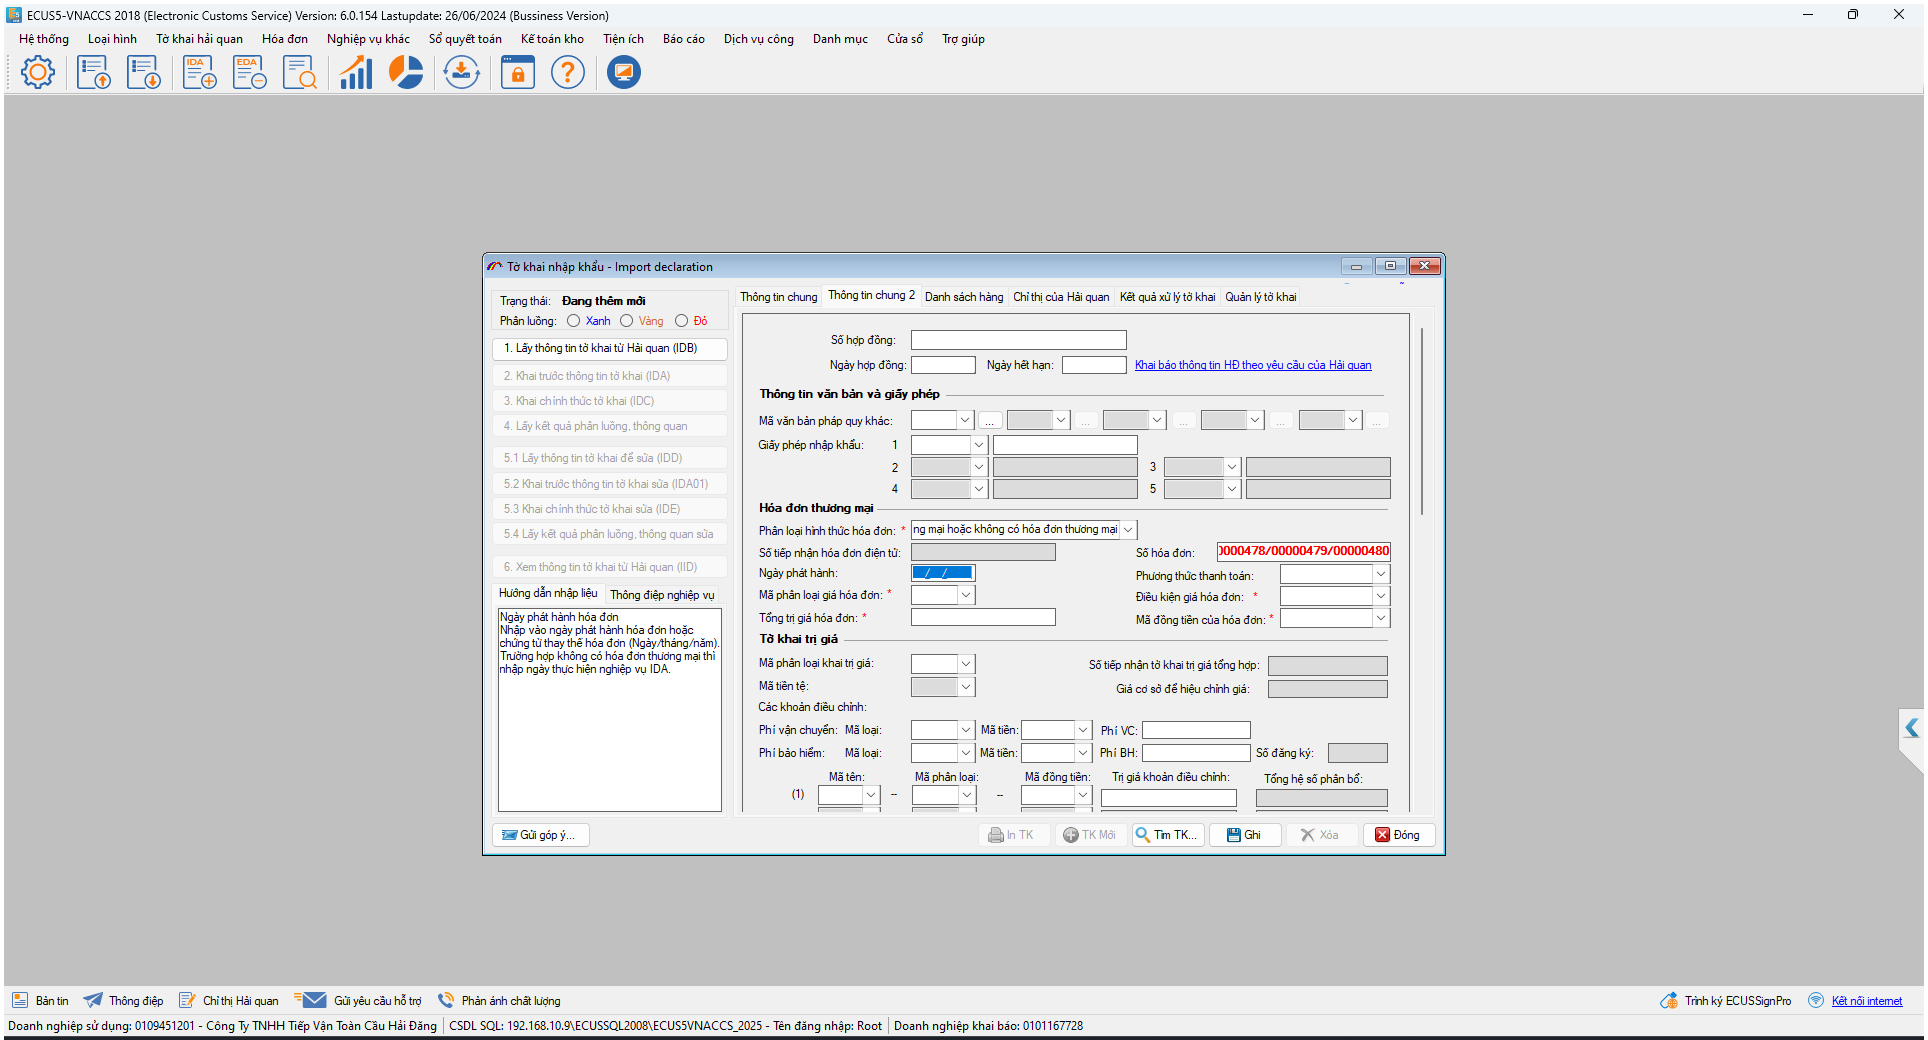 ECUS5-VNACCS 2018 (Electronic Customs Service) Version: 6.0.154 Lastupdate: 26/06/2024 (Bussiness Version)
Hệ thống Loại hình Tờ khai hải quan Hóa đơn Nghiệp vụ khác Sổ quyết toán Kế toán kho Tiện ích Báo cáo Dịch vụ công Danh mục Cửa sổ Trợ giúp
IDA EDA
Tờ khai nhập khẩu - Import declaration
Trạng thái: Đang thêm mới
Phân luồng: Xanh Vàng Đỏ
1. Lấy thông tin tờ khai từ Hải quan (IDB)
2. Khai trước thông tin tờ khai (IDA)
3. Khai chính thức tờ khai (IDC)
4. Lấy kết quả phân luồng, thông quan
5.1 Lấy thông tin tờ khai để sửa (IDD)
5.2 Khai trước thông tin tờ khai sửa (IDA01)
5.3 Khai chính thức tờ khai sửa (IDE)
5.4 Lấy kết quả phân luồng, thông quan sửa
6. Xem thông tin tờ khai từ Hải quan (IID)
Hướng dẫn nhập liệu Thông điệp nghiệp vụ
Ngày phát hành hóa đơn
Nhập vào ngày phát hành hóa đơn hoặc
chứng từ thay thế hóa đơn (Ngày/tháng/năm).
Trường hợp không có hóa đơn thương mại thì
nhập ngày thực hiện nghiệp vụ IDA.
Thông tin chung Thông tin chung 2 Danh sách hàng Chỉ thị của Hải quan Kết quả xử lý tờ khai Quản lý tờ khai
Số hợp đồng:
Ngày hợp đồng: Ngày hết hạn: Khai báo thông tin HĐ theo yêu cầu của Hải quan
Thông tin văn bản và giấy phép
Mã văn bản pháp quy khác: ... ... ... ... ...
Giấy phép nhập khẩu: 1
2 3
4 5
Hóa đơn thương mại
Phân loại hình thức hóa đơn: * ng mại hoặc không có hóa đơn thương mại
Số tiếp nhận hóa đơn điện tử: Số hóa đơn: 0000478/00000479/00000480
Ngày phát hành: / / Phương thức thanh toán:
Mã phân loại giá hóa đơn: * Điều kiện giá hóa đơn: *
Tổng trị giá hóa đơn: * Mã đồng tiền của hóa đơn: *
Tờ khai trị giá
Mã phân loại khai trị giá: Số tiếp nhận tờ khai trị giá tổng hợp:
Mã tiền tệ: Giá cơ sở để hiệu chỉnh giá:
Các khoản điều chỉnh:
Phí vận chuyển: Mã loại: Mã tiền: Phí VC:
Phí bảo hiểm: Mã loại: Mã tiền: Phí BH: Số đăng ký:
Mã tên: Mã phân loại: Mã đồng tiền: Trị giá khoản điều chỉnh: Tổng hệ số phân bổ:
(1) -- --
Gửi góp ý... In TK TK Mới Tìm TK... Ghi Xóa Đóng
Bản tin Thông điệp Chỉ thị Hải quan Gửi yêu cầu hỗ trợ Phản ánh chất lượng Trình ký ECUSSignPro Kết nối internet
Doanh nghiệp sử dụng: 0109451201 - Công Ty TNHH Tiếp Vận Toàn Cầu Hải Đăng CSDL SQL: 192.168.10.9\ECUSSQL2008\ECUS5VNACCS_2025 - Tên đăng nhập: Root Doanh nghiệp khai báo: 0101167728